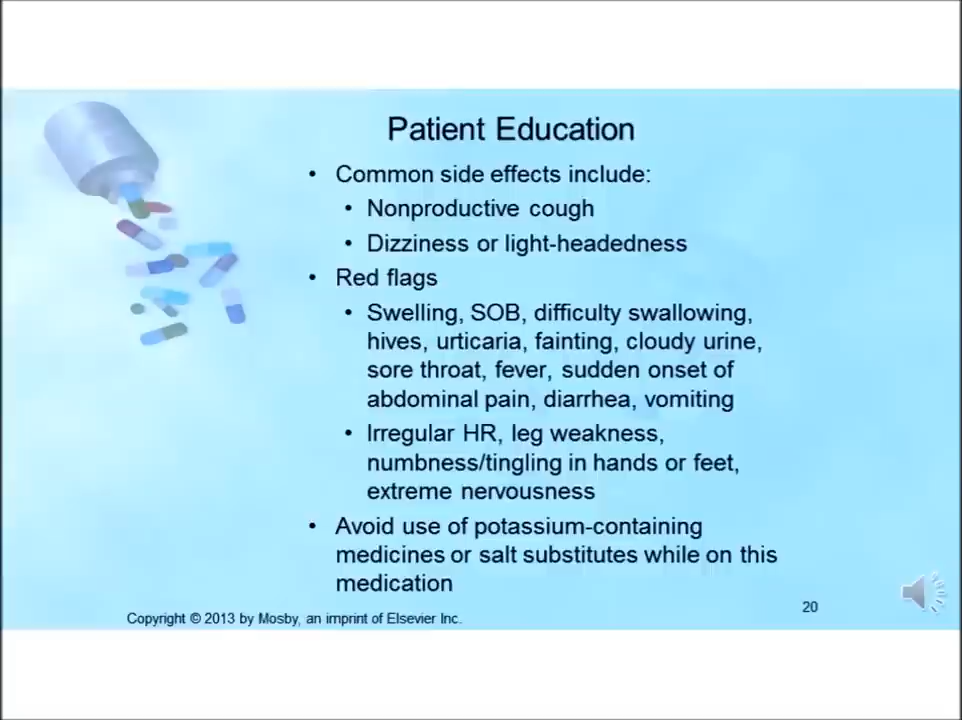 Patient Education
• Common side effects include:
• Nonproductive cough
• Dizziness or light-headedness
• Red flags
• Swelling, SOB, difficulty swallowing,
hives, urticaria, fainting, cloudy urine,
sore throat, fever, sudden onset of
abdominal pain, diarrhea, vomiting
• Irregular HR, leg weakness,
numbness/tingling in hands or feet,
extreme nervousness
• Avoid use of potassium-containing
medicines or salt substitutes while on this
medication
20
Copyright © 2013 by Mosby, an imprint of Elsevier Inc.